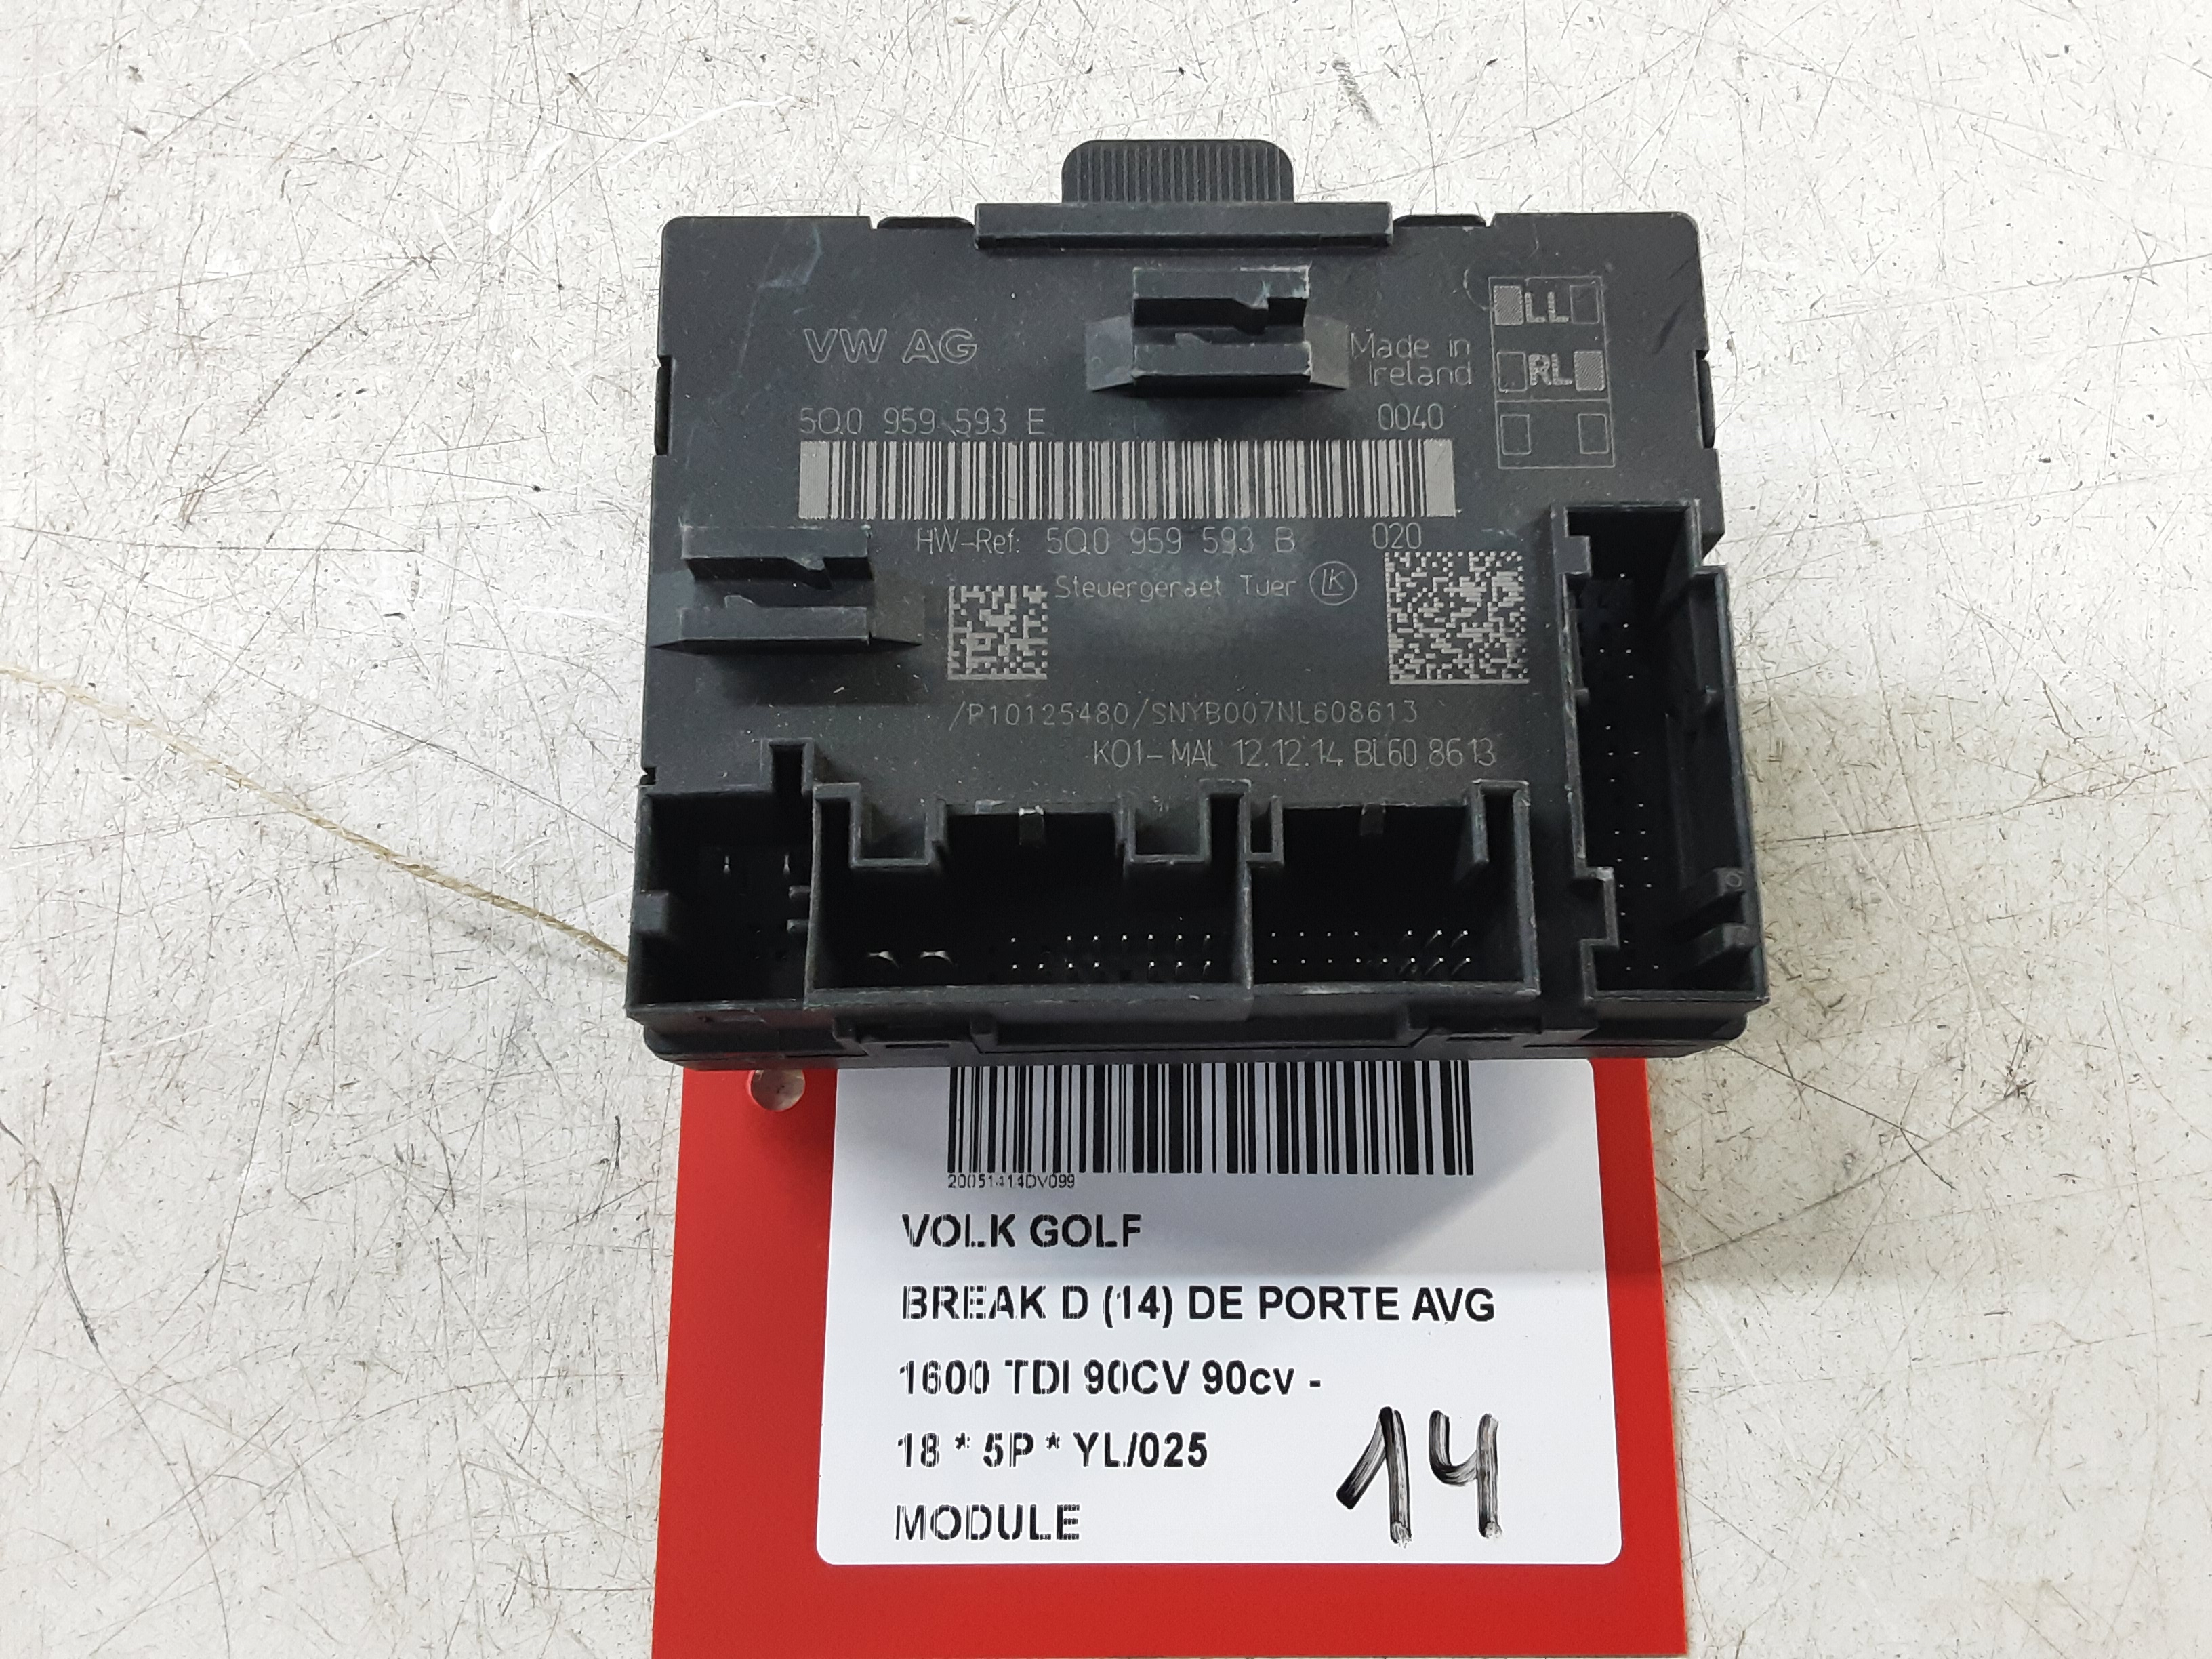 VW AG
Made in
Ireland
LL
RL
5Q0 959 593 E 0040
HW-Ref: 5Q0 959 593 B 020
Steuergeraet Tuer LK
/P10125480/SNYB007NL608613
K01-MAL 12.12.14 BL60 8613
20051414DV099
VOLK GOLF
BREAK D (14) DE PORTE AVG
1600 TDI 90CV 90cv -
18 * 5P * YL/025
MODULE
14